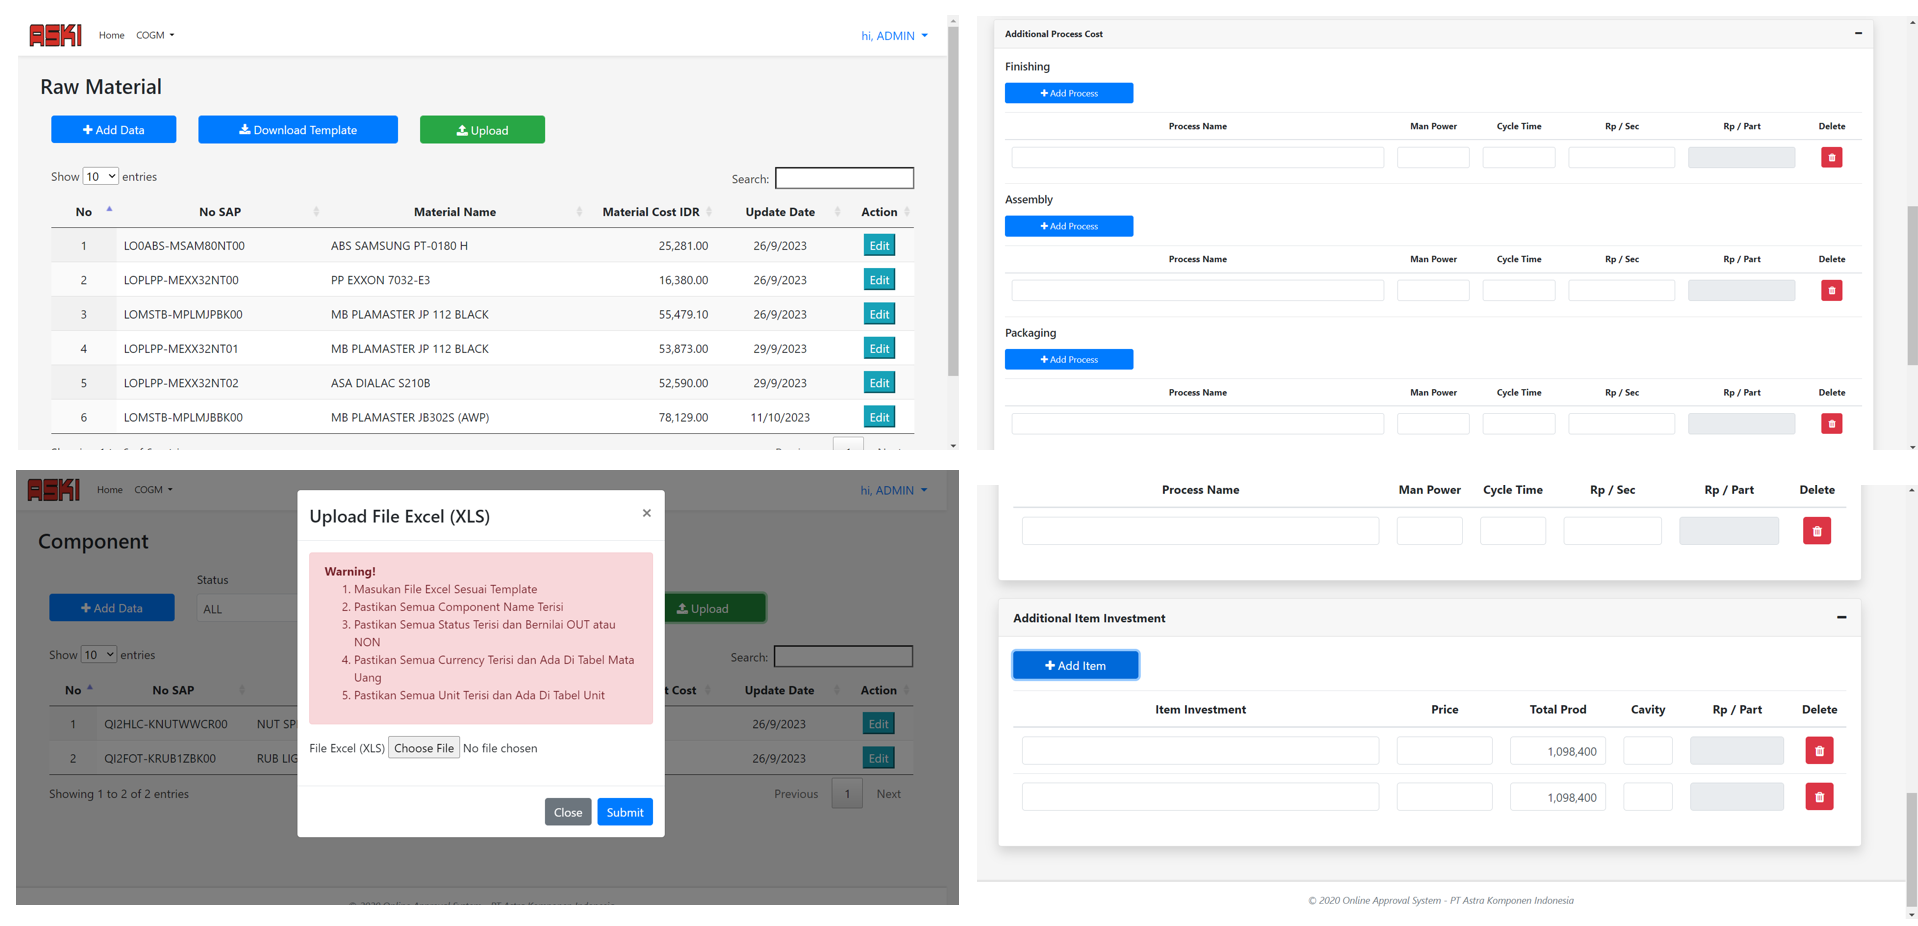 ASKI Home COGM hi, ADMIN
Raw Material
Add Data Download Template Upload
Show 10 entries Search:
No No SAP Material Name Material Cost IDR Update Date Action
1 LO0ABS-MSAM80NT00 ABS SAMSUNG PT-0180 H 25,281.00 26/9/2023 Edit
2 LOPLPP-MEXX32NT00 PP EXXON 7032-E3 16,380.00 26/9/2023 Edit
3 LOMSTB-MPLMJPBK00 MB PLAMASTER JP 112 BLACK 55,479.10 26/9/2023 Edit
4 LOPLPP-MEXX32NT01 MB PLAMASTER JP 112 BLACK 53,873.00 29/9/2023 Edit
5 LOPLPP-MEXX32NT02 ASA DIALAC S210B 52,590.00 29/9/2023 Edit
6 LOMSTB-MPLMJBBK00 MB PLAMASTER JB302S (AWP) 78,129.00 11/10/2023 Edit
Additional Process Cost
Finishing
Add Process
Process Name Man Power Cycle Time Rp / Sec Rp / Part Delete
Assembly
Add Process
Process Name Man Power Cycle Time Rp / Sec Rp / Part Delete
Packaging
Add Process
Process Name Man Power Cycle Time Rp / Sec Rp / Part Delete
ASKI Home COGM hi, ADMIN
Component
Status
Add Data ALL Upload
Show 10 entries Search:
No No SAP t Cost Update Date Action
1 QI2HLC-KNUTWWCR00 NUT SP 26/9/2023 Edit
2 QI2FOT-KRUB1ZBK00 RUB LIG 26/9/2023 Edit
Showing 1 to 2 of 2 entries Previous 1 Next
Upload File Excel (XLS) ×
Warning!
1. Masukan File Excel Sesuai Template
2. Pastikan Semua Component Name Terisi
3. Pastikan Semua Status Terisi dan Bernilai OUT atau
NON
4. Pastikan Semua Currency Terisi dan Ada Di Tabel Mata
Uang
5. Pastikan Semua Unit Terisi dan Ada Di Tabel Unit
File Excel (XLS) Choose File No file chosen
Close Submit
Process Name Man Power Cycle Time Rp / Sec Rp / Part Delete
Additional Item Investment
Add Item
Item Investment Price Total Prod Cavity Rp / Part Delete
1,098,400
1,098,400
© 2020 Online Approval System - PT Astra Komponen Indonesia